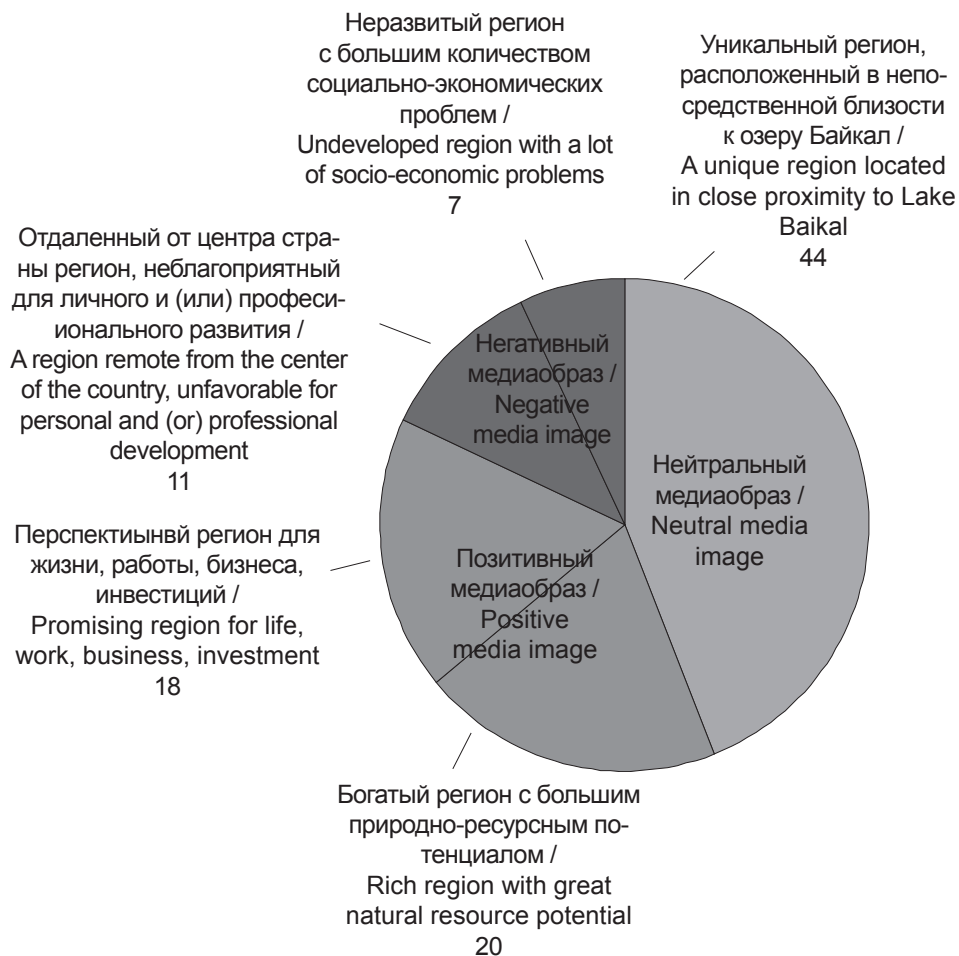 Неразвитый регион
с большим количеством
социально-экономических
проблем /
Undeveloped region with a lot
of socio-economic problems
7
Уникальный регион,
расположенный в непо-
средственной близости
к озеру Байкал /
A unique region located
in close proximity to Lake
Baikal
44
Отдаленный от центра стра-
ны регион, неблагоприятный
для личного и (или) професи-
ионального развития /
A region remote from the center
of the country, unfavorable for
personal and (or) professional
development
11
Негативный
медиаобраз /
Negative
media image
Нейтральный
медиаобраз /
Neutral media
image
Перспектиынвй регион для
жизни, работы, бизнеса,
инвестиций /
Promising region for life,
work, business, investment
18
Позитивный
медиаобраз /
Positive
media image
Богатый регион с большим
природно-ресурсным по-
тенциалом /
Rich region with great
natural resource potential
20